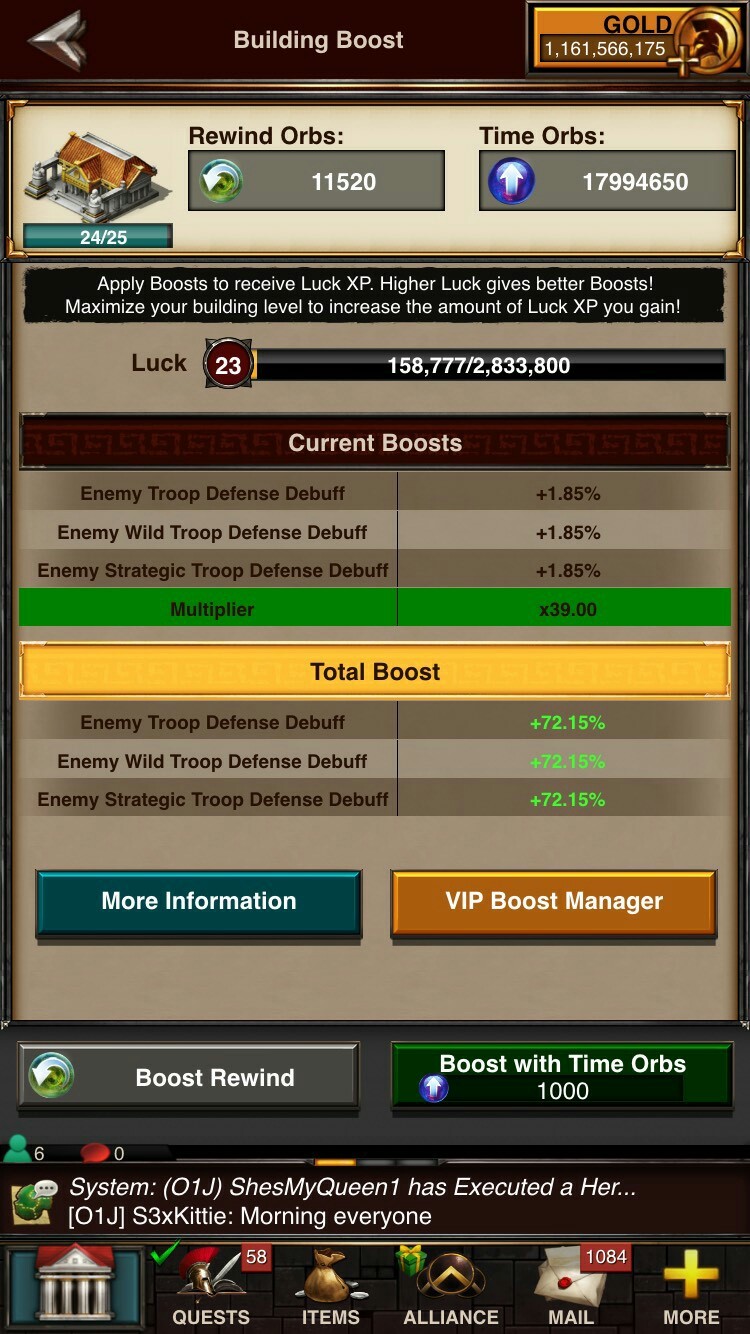 Building Boost
GOLD
1,161,566,175
Rewind Orbs:
Time Orbs:
11520
17994650
24/25
Apply Boosts to receive Luck XP. Higher Luck gives better Boosts!
Maximize your building level to increase the amount of Luck XP you gain!
Luck 23 158,777/2,833,800
Current Boosts
Enemy Troop Defense Debuff +1.85%
Enemy Wild Troop Defense Debuff +1.85%
Enemy Strategic Troop Defense Debuff +1.85%
Multiplier x39.00
Total Boost
Enemy Troop Defense Debuff +72.15%
Enemy Wild Troop Defense Debuff +72.15%
Enemy Strategic Troop Defense Debuff +72.15%
More Information
VIP Boost Manager
Boost Rewind
Boost with Time Orbs
1000
6 0
System: (O1J) ShesMyQueen1 has Executed a Her...
[O1J] S3xKittie: Morning everyone
58
1084
QUESTS ITEMS ALLIANCE MAIL MORE